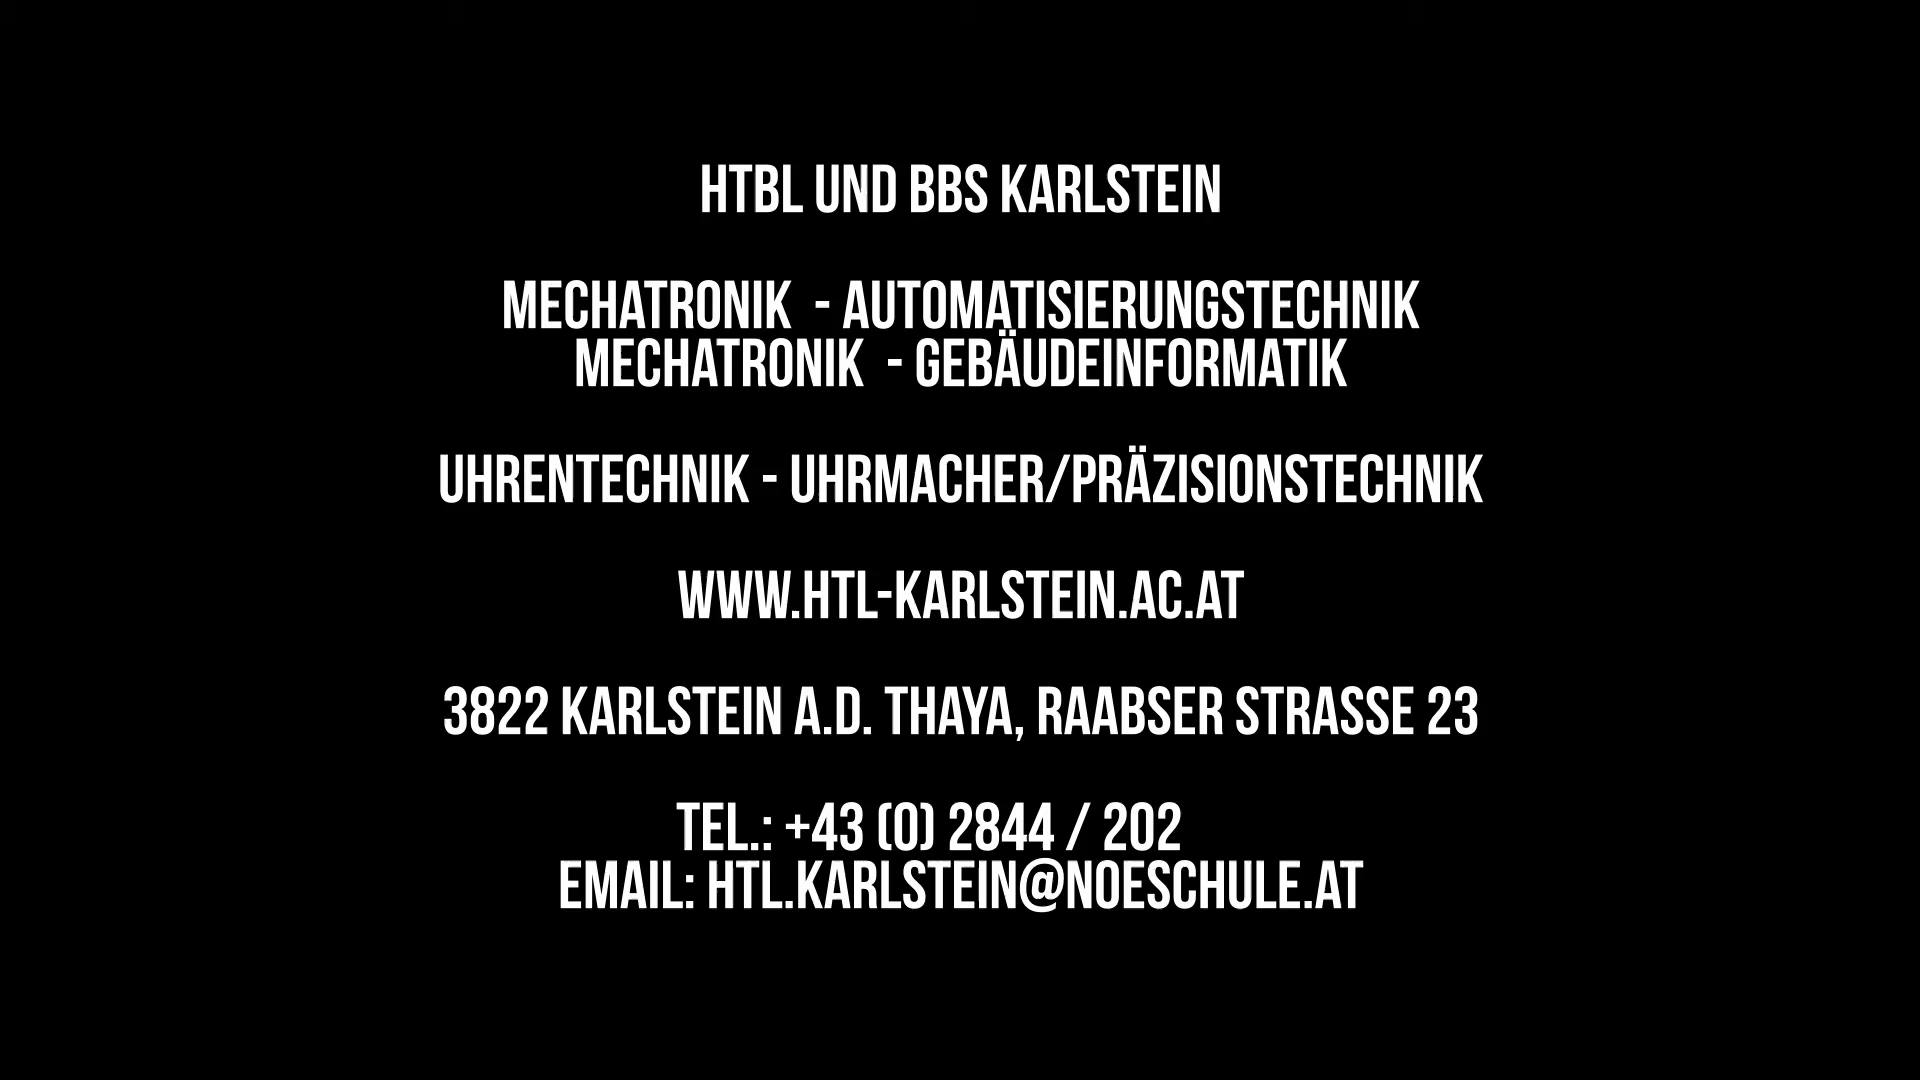 HTBL UND BBS KARLSTEIN
MECHATRONIK - AUTOMATISIERUNGSTECHNIK
MECHATRONIK - GEBÄUDEINFORMATIK
UHRENTECHNIK - UHRMACHER/PRÄZISIONSTECHNIK
WWW.HTL-KARLSTEIN.AC.AT
3822 KARLSTEIN A.D. THAYA, RAABSER STRASSE 23
TEL.: +43 (0) 2844 / 202
EMAIL: HTL.KARLSTEIN@NOESCHULE.AT